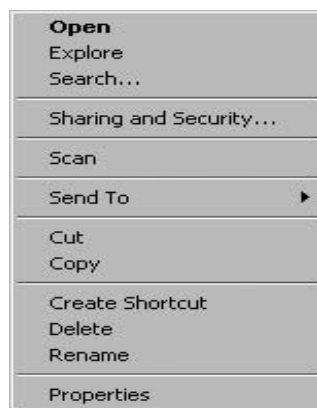 Open
Explore
Search...
Sharing and Security...
Scan
Send To
Cut
Copy
Create Shortcut
Delete
Rename
Properties